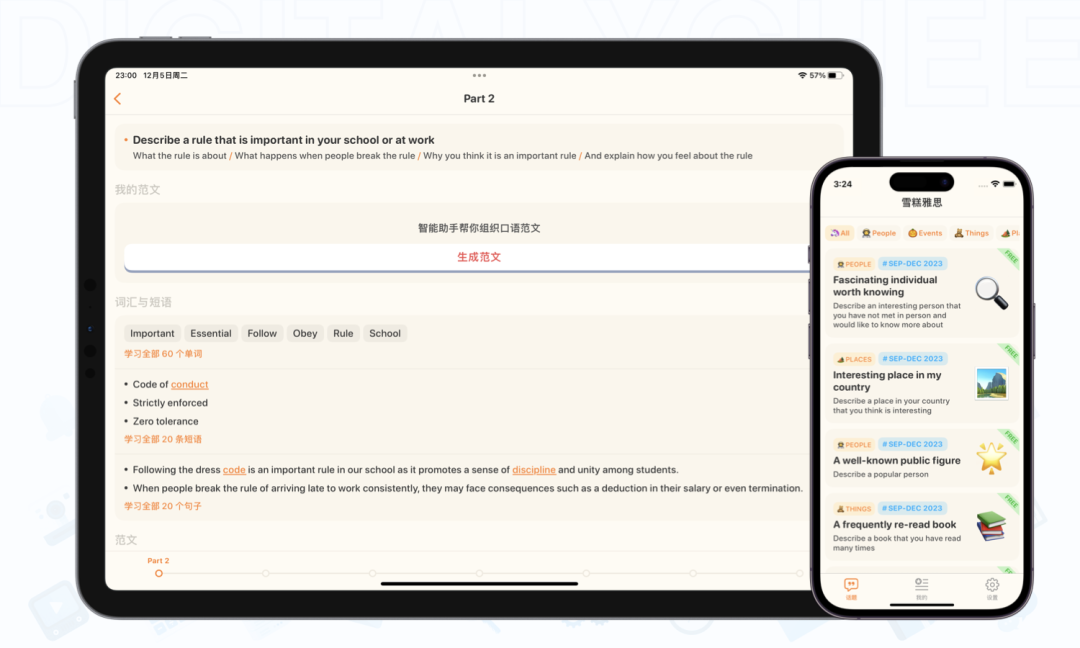 DIGITAL YOUEE
23:00 12月5日周二
57%
Part 2
Describe a rule that is important in your school or at work
What the rule is about / What happens when people break the rule / Why you think it is an important rule / And explain how you feel about the rule
我的范文
智能助手帮你组织口语范文
生成范文
词汇与短语
Important Essential Follow Obey Rule School
学习全部 60 个单词
• Code of conduct
• Strictly enforced
• Zero tolerance
学习全部 20 条短语
• Following the dress code is an important rule in our school as it promotes a sense of discipline and unity among students.
• When people break the rule of arriving late to work consistently, they may face consequences such as a deduction in their salary or even termination.
学习全部 20 个句子
范文
Part 2
3:24
雪糕雅思
All People Events Things Pl
FREE
PEOPLE # SEP-DEC 2023
Fascinating individual
worth knowing
Describe an interesting person that
you have not met in person and
would like to know more about
FREE
PLACES # SEP-DEC 2023
Interesting place in my
country
Describe a place in your country
that you think is interesting
FREE
PEOPLE # SEP-DEC 2023
A well-known public figure
Describe a popular person
FREE
THINGS # SEP-DEC 2023
A frequently re-read book
Describe a book that you have read
many times
话题 我的 设置